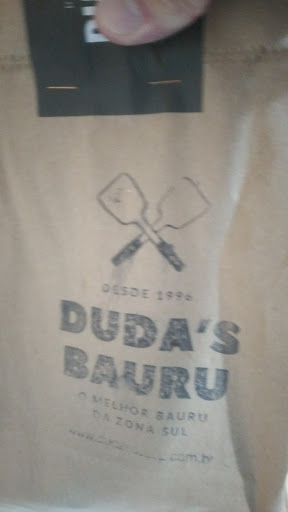 DESDE 1996
DUDA'S
BAURU
O MELHOR BAURU
DA ZONA SUL